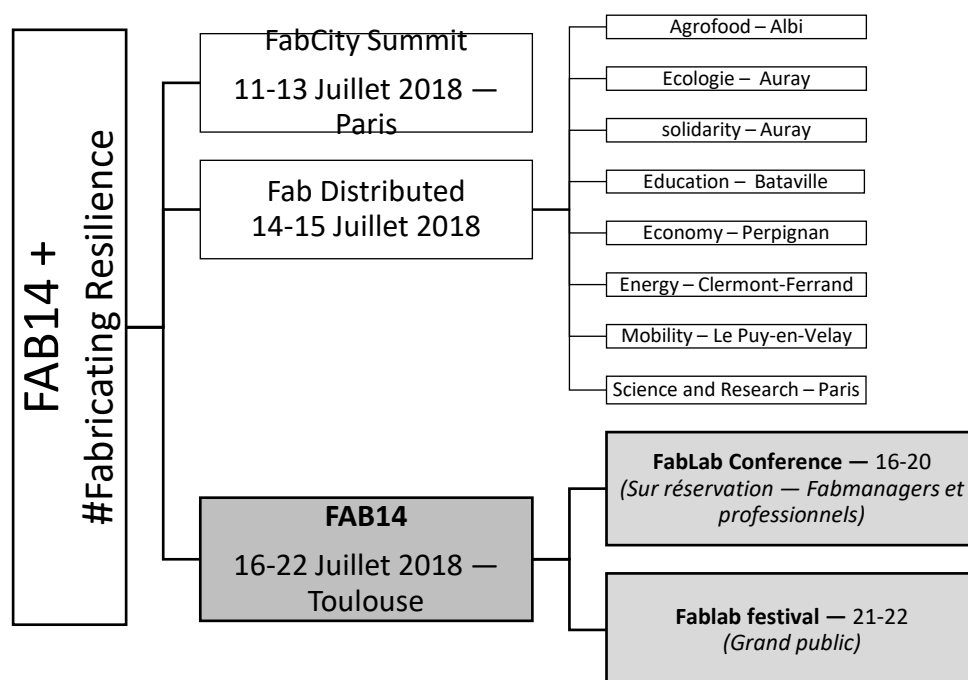 FAB14 +
#Fabricating Resilience
FabCity Summit
11-13 Juillet 2018 —
Paris
Fab Distributed
14-15 Juillet 2018
Agrofood – Albi
Ecologie – Auray
solidarity – Auray
Education – Bataville
Economy – Perpignan
Energy – Clermont-Ferrand
Mobility – Le Puy-en-Velay
Science and Research – Paris
FAB14
16-22 Juillet 2018 —
Toulouse
FabLab Conference — 16-20
(Sur réservation — Fabmanagers et
professionnels)
Fablab festival — 21-22
(Grand public)